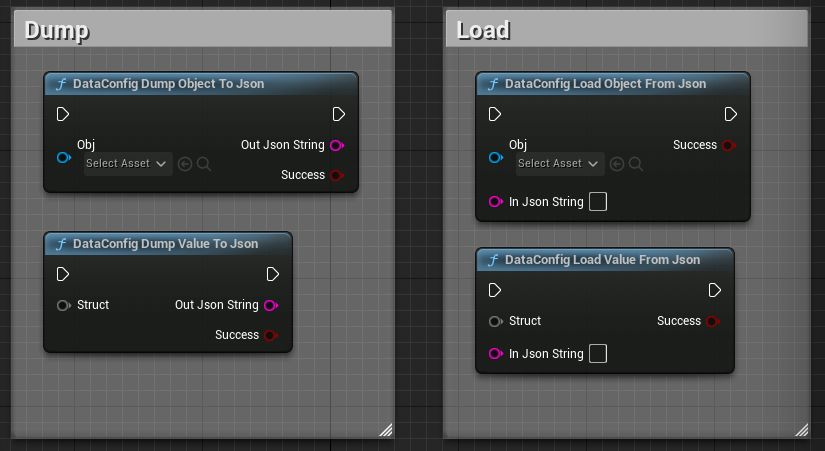 Dump
DataConfig Dump Object To Json
Obj
Out Json String
Select Asset
Success
DataConfig Dump Value To Json
Struct
Out Json String
Success
Load
DataConfig Load Object From Json
Obj
Success
Select Asset
In Json String
DataConfig Load Value From Json
Struct
Success
In Json String